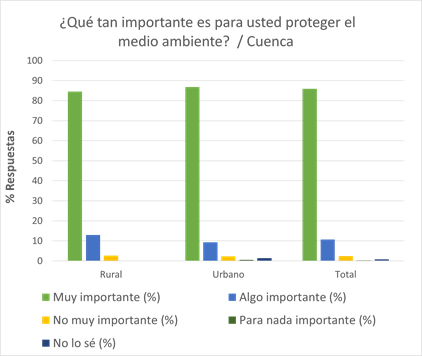 ¿Qué tan importante es para usted proteger el
medio ambiente? / Cuenca
% Respuestas
100
90
80
70
60
50
40
30
20
10
0
Rural Urbano Total
Muy importante (%) Algo importante (%)
No muy importante (%) Para nada importante (%)
No lo sé (%)